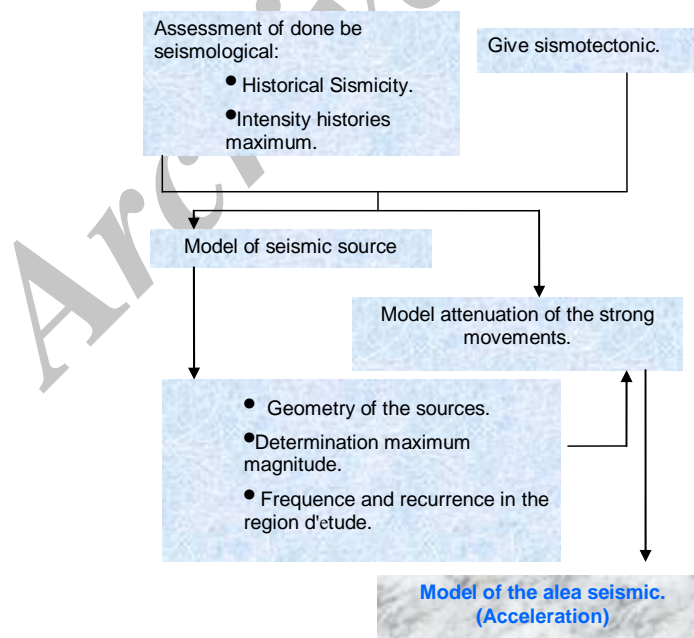 Assessment of done be
seismological:
● Historical Sismicity.
● Intensity histories
maximum.
Give sismotectonic.
Model of seismic source
Model attenuation of the strong
movements.
● Geometry of the sources.
● Determination maximum
magnitude.
● Frequence and recurrence in the
region d'etude.
Model of the alea seismic.
(Acceleration)